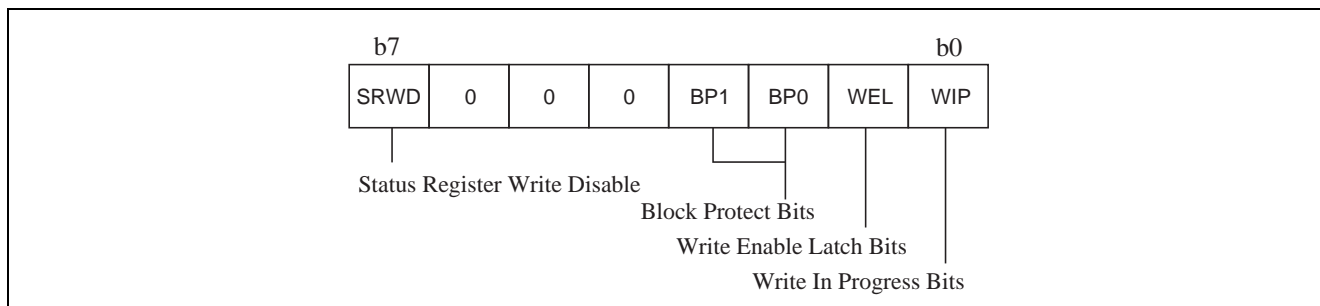 b7 b0
SRWD 0 0 0 BP1 BP0 WEL WIP
Status Register Write Disable
Block Protect Bits
Write Enable Latch Bits
Write In Progress Bits